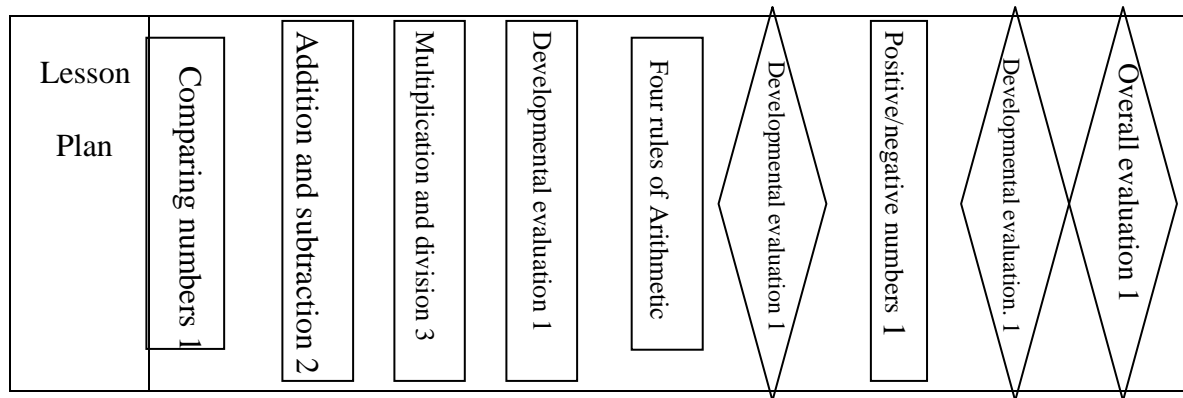 Lesson
Plan
Comparing numbers 1
Addition and subtraction 2
Multiplication and division 3
Developmental evaluation 1
Four rules of Arithmetic
Developmental evaluation 1
Positive/negative numbers 1
Developmental evaluation. 1
Overall evaluation 1